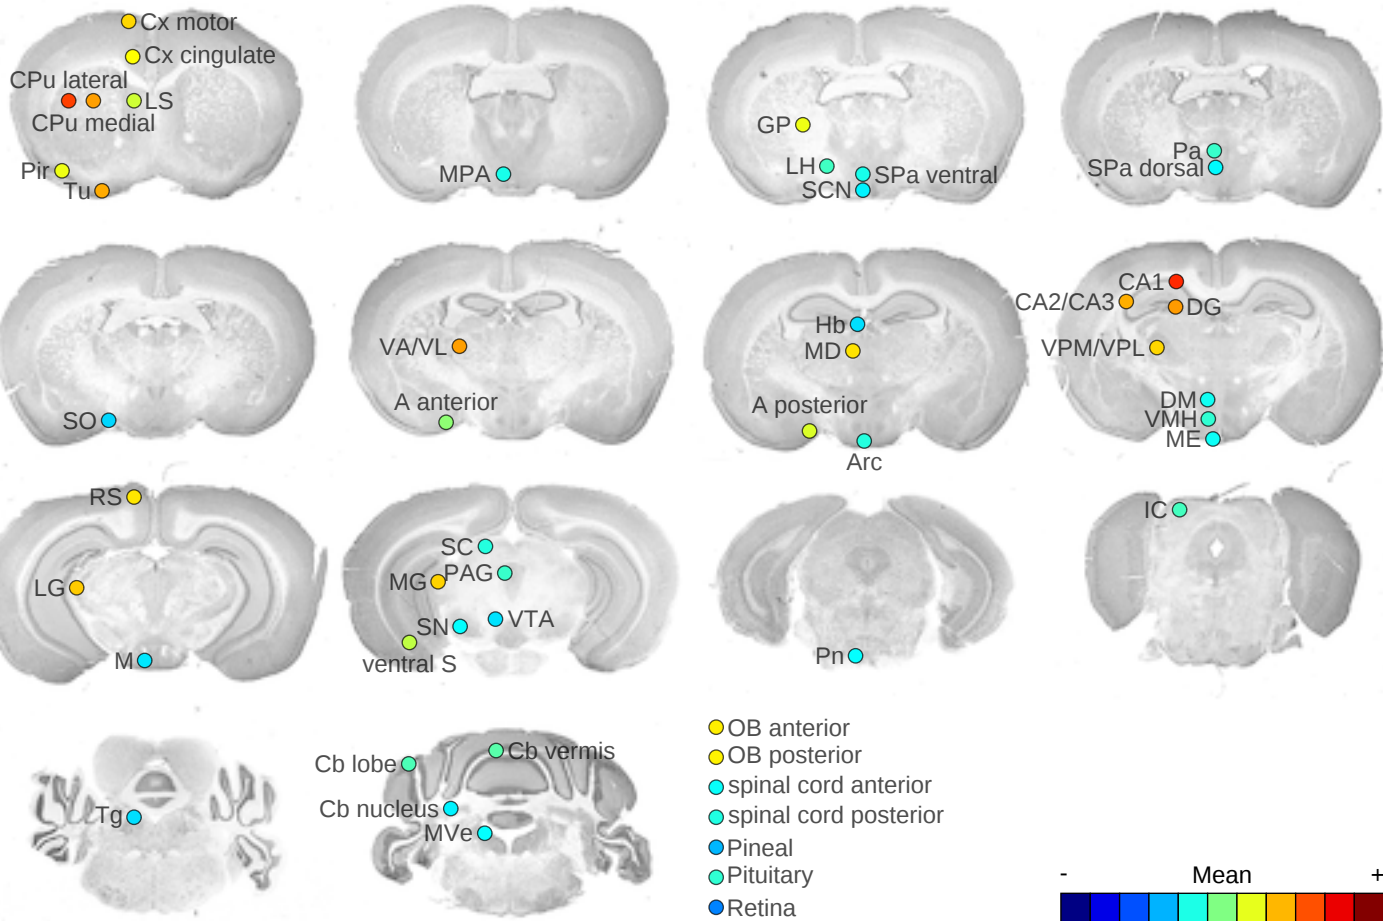 Cx motor
Cx cingulate
CPu lateral
LS
CPu medial
Pir
Tu
MPA
GP
LH
SPa ventral
SCN
Pa
SPa dorsal
SO
VA/VL
A anterior
Hb
MD
A posterior
Arc
CA1
CA2/CA3
DG
VPM/VPL
DM
VMH
ME
RS
LG
M
SC
PAG
MG
VTA
SN
ventral S
Pn
IC
Tg
Cb vermis
Cb lobe
Cb nucleus
MVe
OB anterior
OB posterior
spinal cord anterior
spinal cord posterior
Pineal
Pituitary
Retina
- Mean +